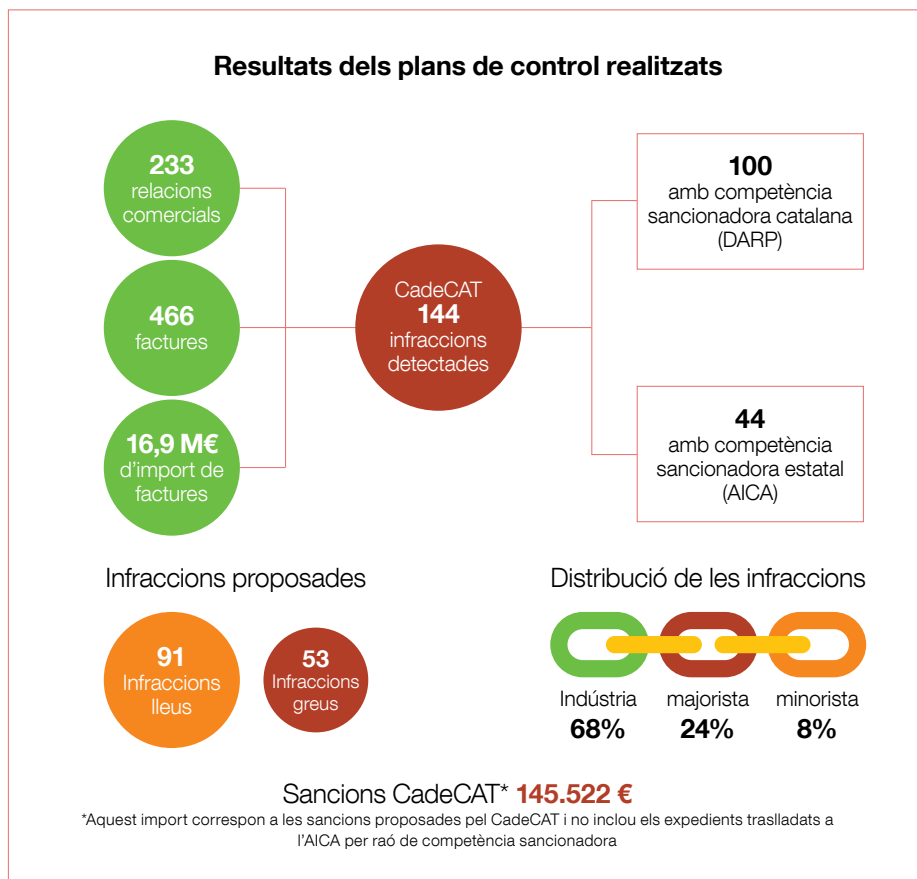 Resultats dels plans de control realitzats
233
relacions
comercials
466
factures
16,9 M€
d'import de
factures
CadeCAT
144
infraccions
detectades
100
amb competència
sancionadora catalana
(DARP)
44
amb competència
sancionadora estatal
(AICA)
Infraccions proposades
91
Infraccions
lleus
53
Infraccions
greus
Distribució de les infraccions
Indústria
68%
majorista
24%
minorista
8%
Sancions CadeCAT* 145.522 €
*Aquest import correspon a les sancions proposades pel CadeCAT i no inclou els expedients traslladats a
l'AICA per raó de competència sancionadora